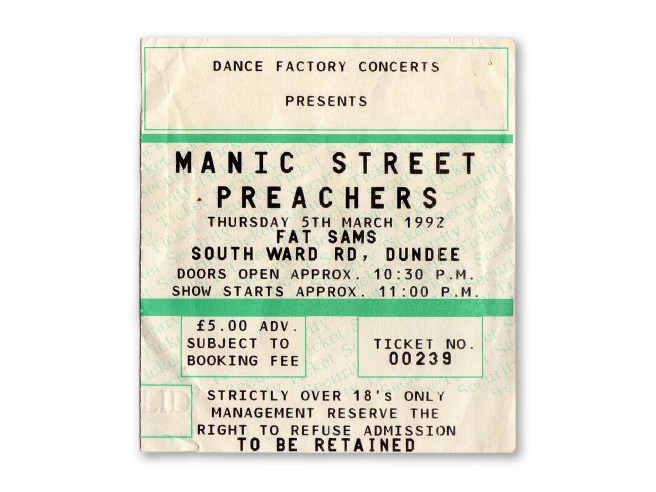 DANCE FACTORY CONCERTS
PRESENTS
MANIC STREET
PREACHERS
THURSDAY 5TH MARCH 1992
FAT SAMS
SOUTH WARD RD, DUNDEE
DOORS OPEN APPROX. 10:30 P.M.
SHOW STARTS APPROX. 11:00 P.M.
£5.00 ADV.
SUBJECT TO
BOOKING FEE
TICKET NO.
00239
LID
STRICTLY OVER 18's ONLY
MANAGEMENT RESERVE THE
RIGHT TO REFUSE ADMISSION
TO BE RETAINED